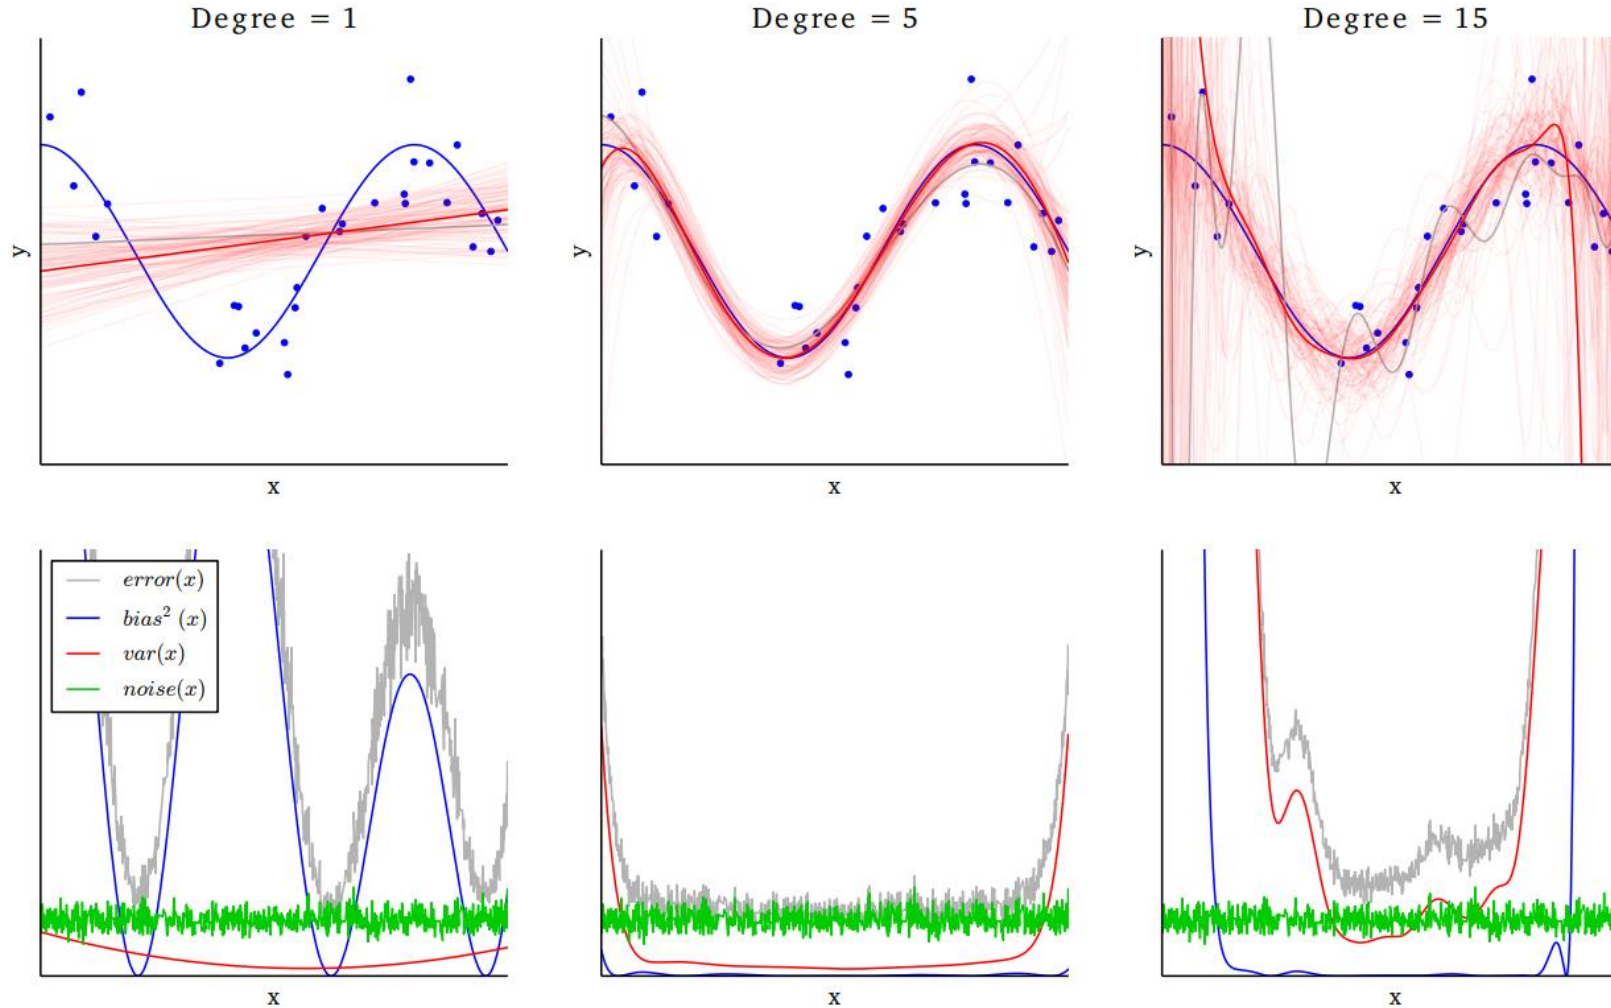 Degree = 1
Degree = 5
Degree = 15
y
y
y
x
x
x
error(x)
bias² (x)
var(x)
noise(x)
x
x
x